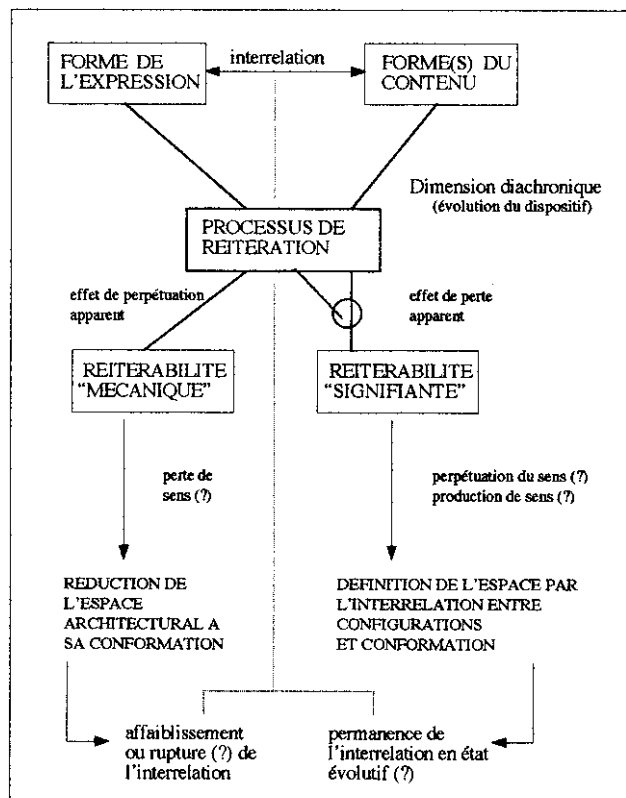 FORME DE
L'EXPRESSION
interrelation
FORME(S) DU
CONTENU
Dimension diachronique
(évolution du dispositif)
PROCESSUS DE
REITERATION
effet de perpétuation
apparent
effet de perte
apparent
REITERABILITE
“MECANIQUE”
REITERABILITE
“SIGNIFIANTE”
perte de
sens (?)
perpétuation du sens (?)
production de sens (?)
REDUCTION DE
L'ESPACE
ARCHITECTURAL A
SA CONFORMATION
DEFINITION DE L'ESPACE PAR
L'INTERRELATION ENTRE
CONFIGURATIONS
ET CONFORMATION
affaiblissement
ou rupture (?) de
l'interrelation
permanence de
l'interrelation en état
évolutif (?)